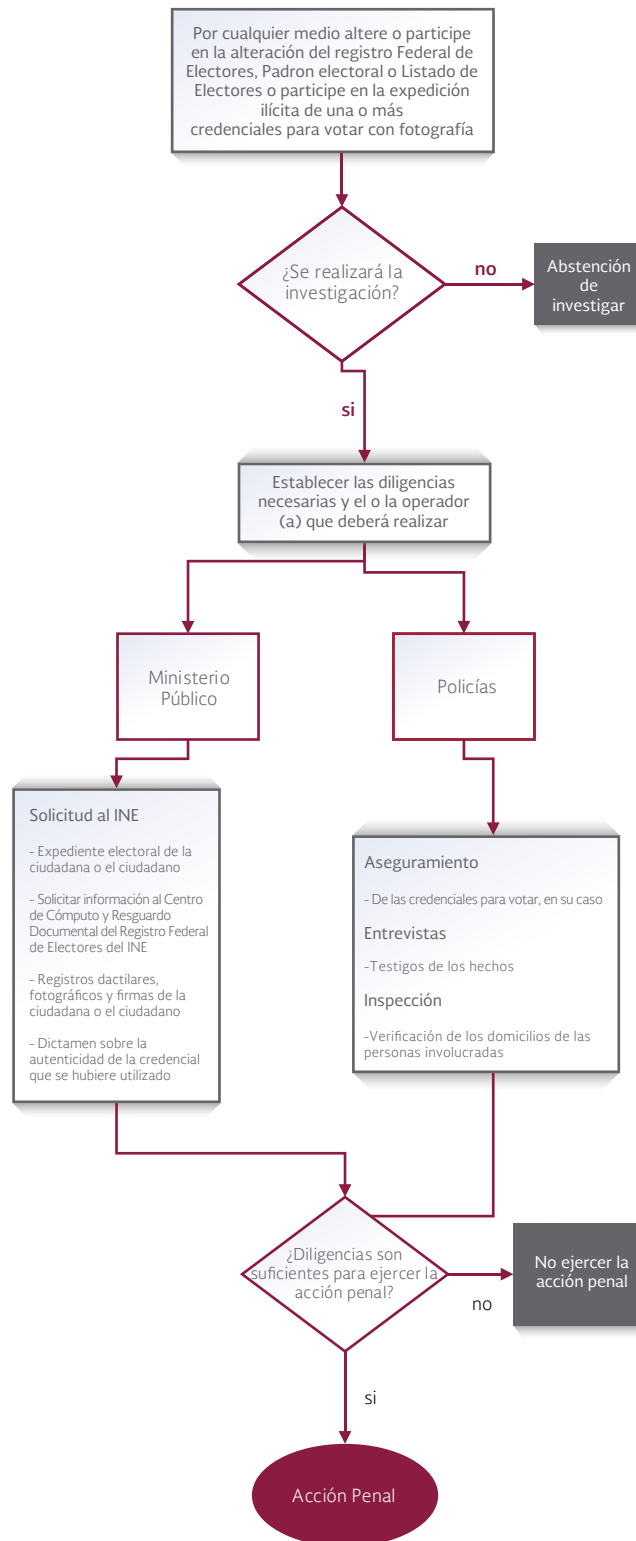 Por cualquier medio altere o participe
en la alteración del registro Federal de
Electores, Padron electoral o Listado de
Electores o participe en la expedición
ilícita de una o más
credenciales para votar con fotografía
¿Se realizará la
investigación?
no
Abstención
de
investigar
si
Establecer las diligencias
necesarias y el o la operador
(a) que deberá realizar
Ministerio
Público
Policías
Solicitud al INE
- Expediente electoral de la
ciudadana o el ciudadano
- Solicitar información al Centro
de Cómputo y Resguardo
Documental del Registro Federal
de Electores del INE
- Registros dactilares,
fotográficos y firmas de la
ciudadana o el ciudadano
- Dictamen sobre la
autenticidad de la credencial
que se hubiere utilizado
Aseguramiento
- De las credenciales para votar, en su caso
Entrevistas
-Testigos de los hechos
Inspección
-Verificación de los domicilios de las
personas involucradas
¿Diligencias son
suficientes para ejercer la
acción penal?
no
No ejercer la
acción penal
si
Acción Penal